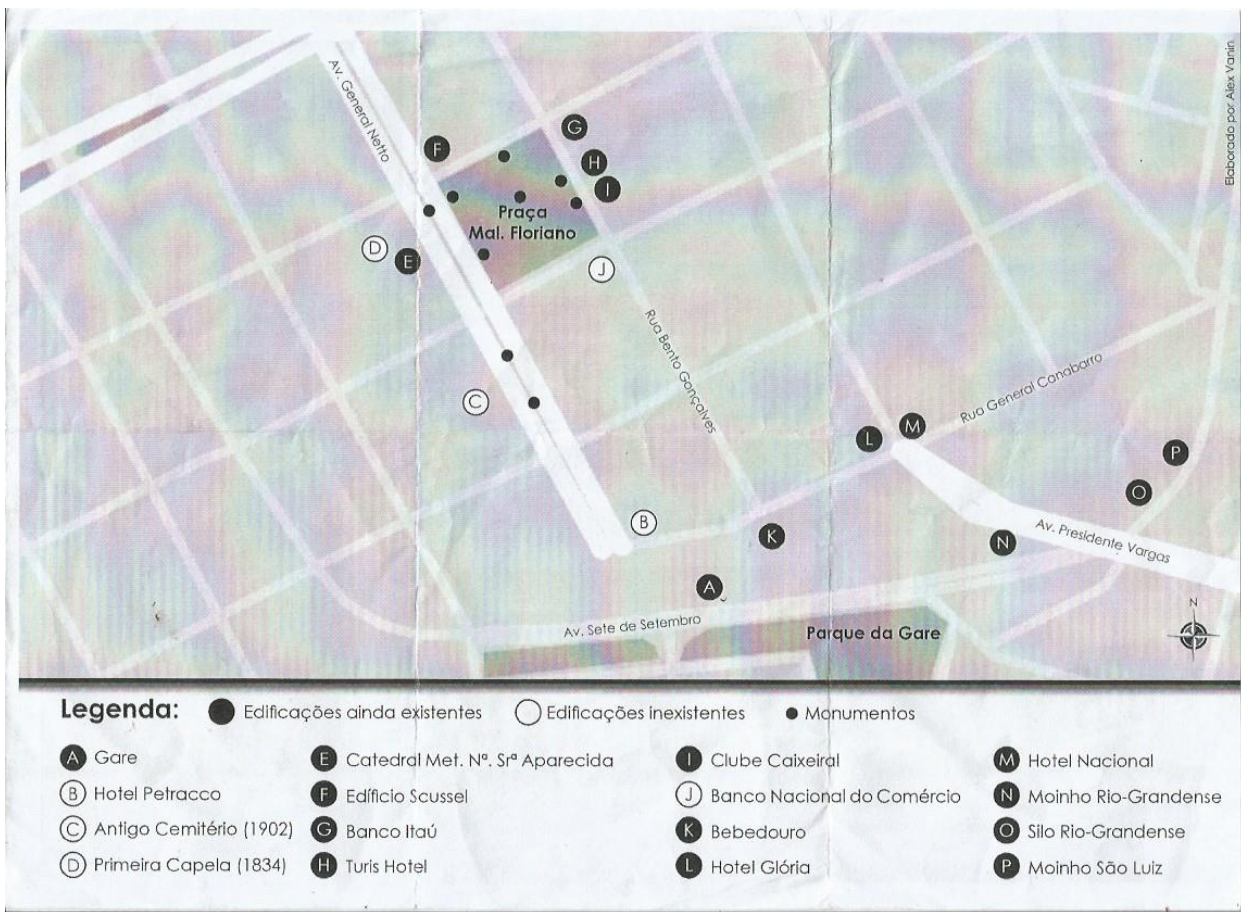 Elaborado por Alex Vanin
Av. General Netto
F
G
H
I
Praça
Mal. Floriano
D
E
J
Rua Bento Gonçalves
C
Rua General Canabarro
L
M
P
O
B
K
N
Av. Presidente Vargas
A
Av. Sete de Setembro
Parque da Gare
N
Legenda:
Edificações ainda existentes
Edificações inexistentes
Monumentos
A Gare
B Hotel Petracco
C Antigo Cemitério (1902)
D Primeira Capela (1834)
E Catedral Met. Nª. Srª Aparecida
F Edíficio Scussel
G Banco Itaú
H Turis Hotel
I Clube Caixeiral
J Banco Nacional do Comércio
K Bebedouro
L Hotel Glória
M Hotel Nacional
N Moinho Rio-Grandense
O Silo Rio-Grandense
P Moinho São Luiz